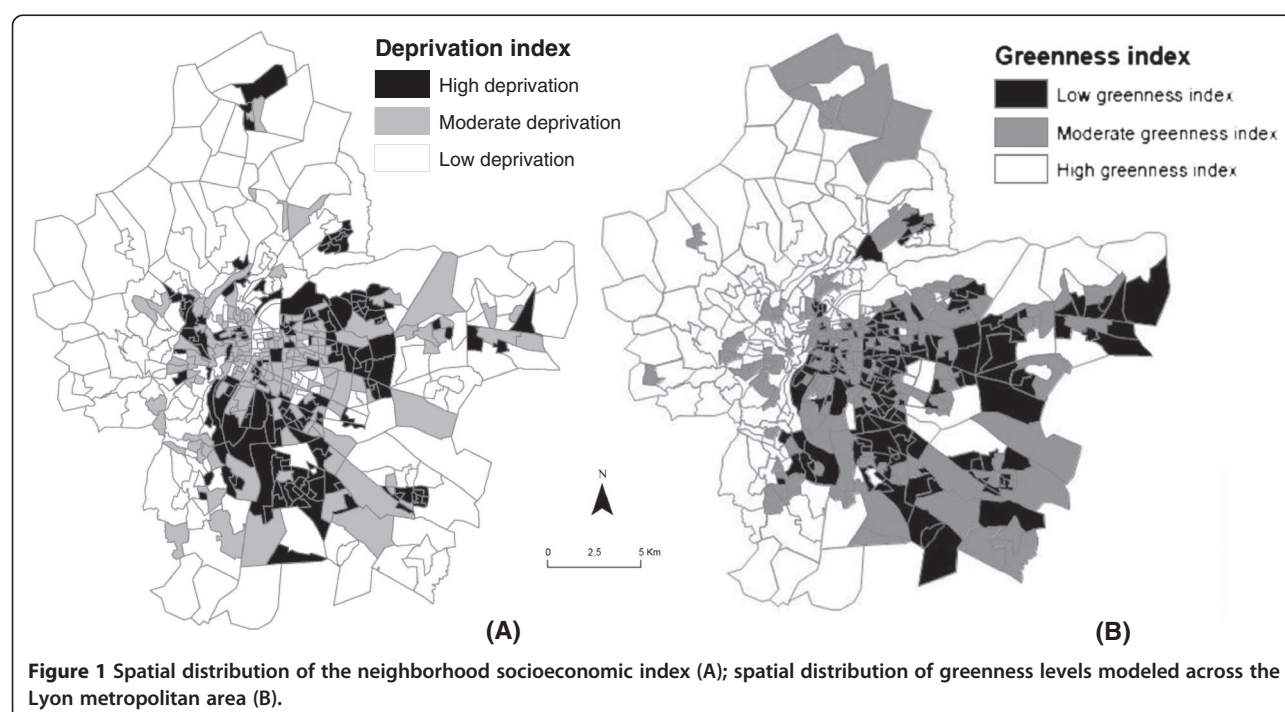 Deprivation index
High deprivation
Moderate deprivation
Low deprivation
Greenness index
Low greenness index
Moderate greenness index
High greenness index
N
0 2.5 5 Km
(A)
(B)
Figure 1 Spatial distribution of the neighborhood socioeconomic index (A); spatial distribution of greenness levels modeled across the
Lyon metropolitan area (B).